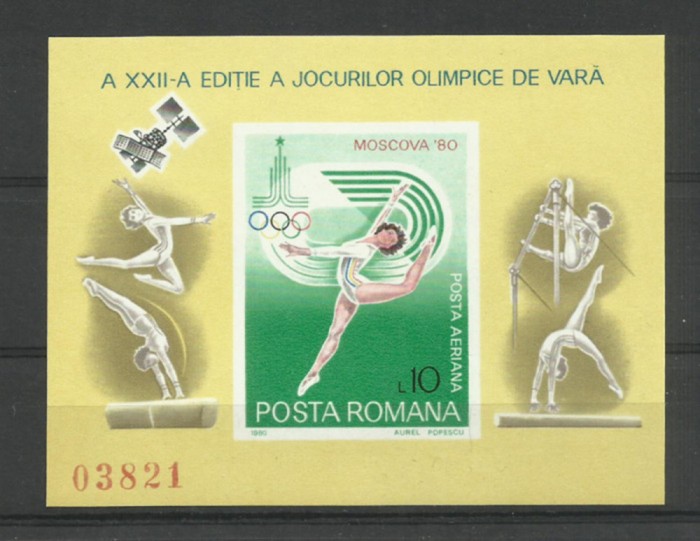 A XXII-A EDIȚIE A JOCURILOR OLIMPICE DE VARĂ
MOSCOVA '80
POSTA AERIANA
L10
POSTA ROMANA
1980 AUREL POPESCU
03821